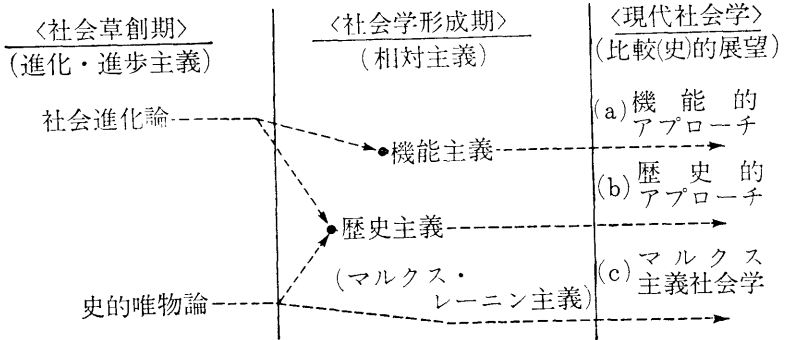 〈社会草創期〉
(進化・進歩主義)
〈社会学形成期〉
(相対主義)
〈現代社会学〉
(比較(史)的展望)
社会進化論
機能主義
(a) 機能的
アプローチ
歴史主義
(b) 歴史的
アプローチ
史的唯物論
(マルクス・
レーニン主義)
(c) マルクス
主義社会学